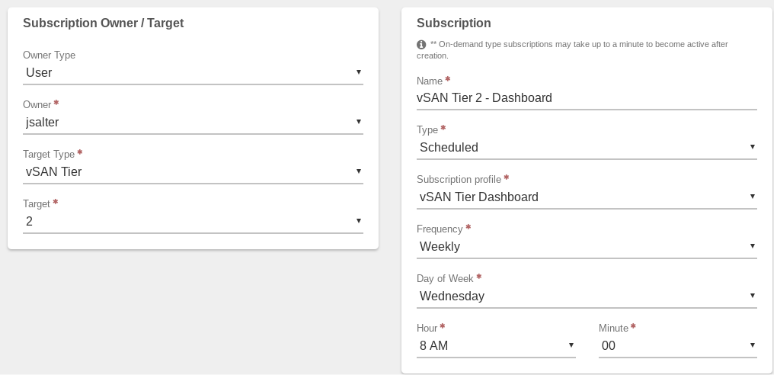 Subscription Owner / Target
Owner Type
User
Owner *
jsalter
Target Type *
vSAN Tier
Target *
2
Subscription
** On-demand type subscriptions may take up to a minute to become active after
creation.
Name *
vSAN Tier 2 - Dashboard
Type *
Scheduled
Subscription profile *
vSAN Tier Dashboard
Frequency *
Weekly
Day of Week *
Wednesday
Hour * Minute *
8 AM 00